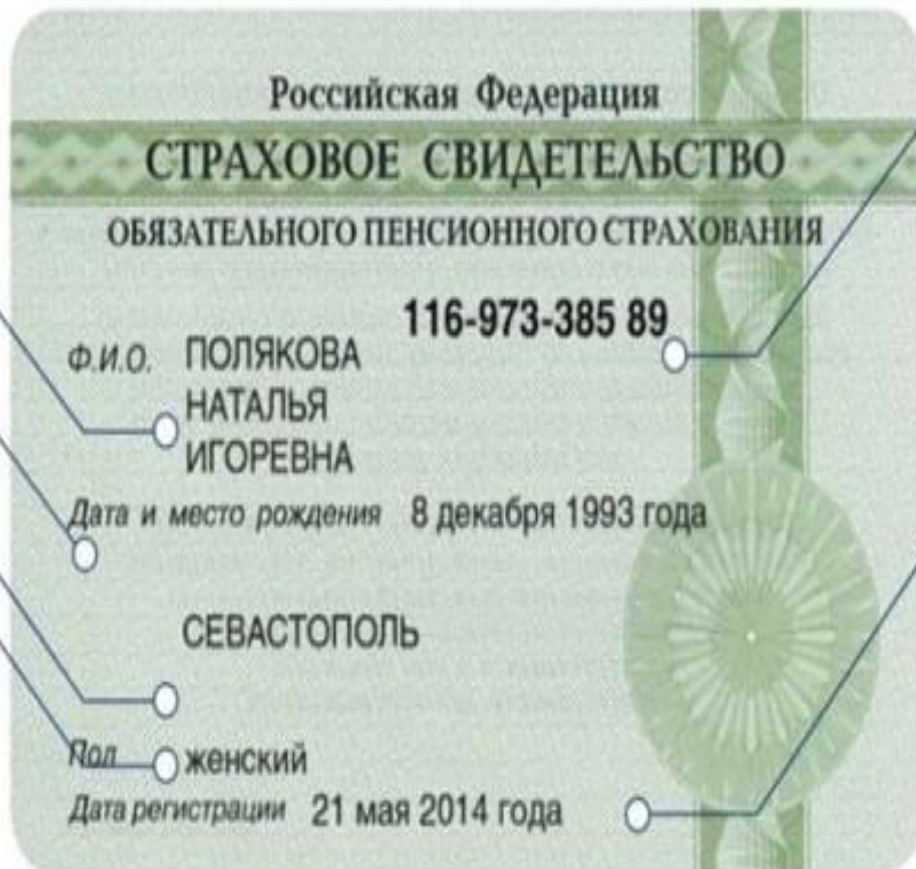 Российская Федерация
СТРАХОВОЕ СВИДЕТЕЛЬСТВО
ОБЯЗАТЕЛЬНОГО ПЕНСИОННОГО СТРАХОВАНИЯ
116-973-385 89
Ф.И.О. ПОЛЯКОВА
НАТАЛЬЯ
ИГОРЕВНА
Дата и место рождения 8 декабря 1993 года
СЕВАСТОПОЛЬ
Пол женский
Дата регистрации 21 мая 2014 года